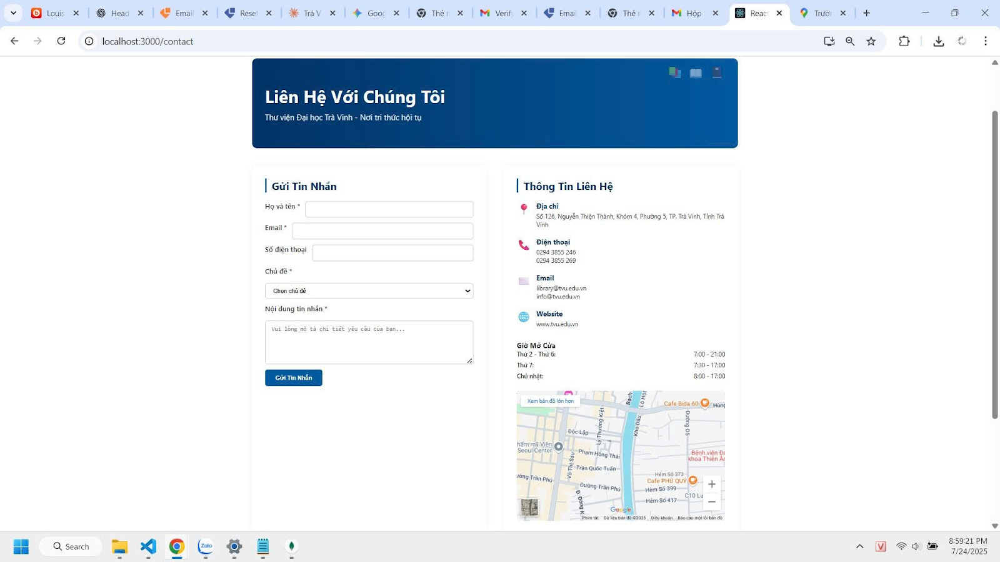 Louis
Head
Email
Reset
Trà V
Goog
Thẻ n
Verify
Email
Thẻ n
Hộp
React
Trườ
localhost:3000/contact
Liên Hệ Với Chúng Tôi
Thư viện Đại học Trà Vinh - Nơi tri thức hội tụ
Gửi Tin Nhắn
Họ và tên *
Email *
Số điện thoại
Chủ đề *
Chọn chủ đề
Nội dung tin nhắn *
Vui lòng mô tả chi tiết yêu cầu của bạn...
Gửi Tin Nhắn
Thông Tin Liên Hệ
Địa chỉ
Số 126, Nguyễn Thiện Thành, Khóm 4, Phường 5, TP. Trà Vinh, Tỉnh Trà
Vinh
Điện thoại
0294 3855 246
0294 3855 269
Email
library@tvu.edu.vn
info@tvu.edu.vn
Website
www.tvu.edu.vn
Giờ Mở Cửa
Thứ 2 - Thứ 6: 7:00 - 21:00
Thứ 7: 7:30 - 17:00
Chủ nhật: 8:00 - 17:00
Xem bản đồ lớn hơn
Bạch
Lò Hột
Cafe Bida 60
Hùng
Lý Thường Kiệt
Kho Dầu
Đường D5
Độc Lập
hẩm mỹ Viện
Seoul Center
Phạm Hồng Thái
Bệnh viện Đa
khoa Thiên Ân
Võ Thị Sáu
Trần Quốc Tuấn
ường Trần Phú
Đường Trần Phú
Hẻm Số 373
Cafe PHÚ QUÝ
Hẻm Số 399
C10 Lu
Hẻm Số 417
Google
Phím tắt Dữ liệu bản đồ ©2025 Điều khoản Báo cáo một lỗi bản đồ
Search
Zalo
V
8:59:21 PM
7/24/2025